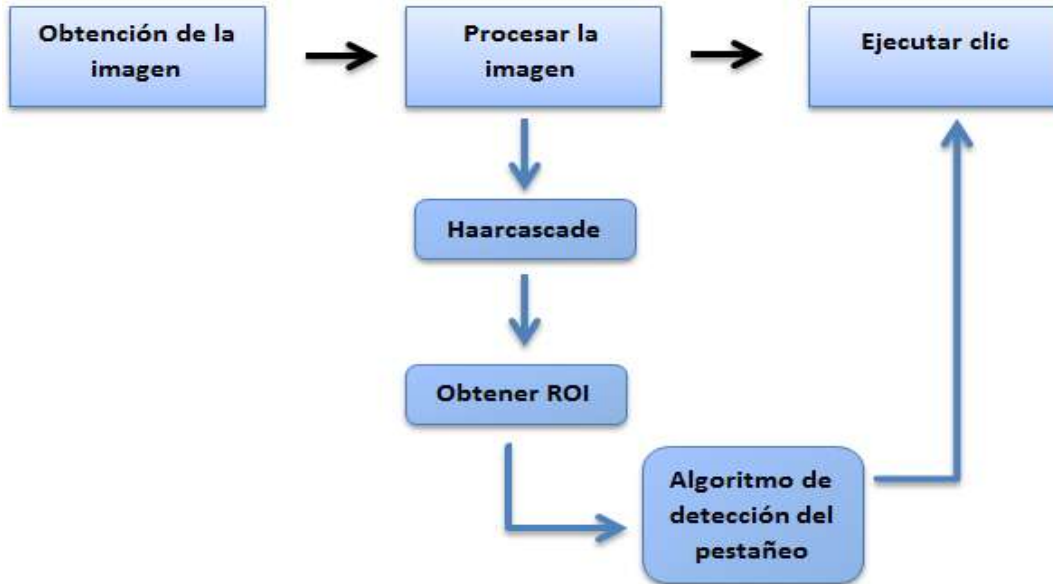 Obtención de la
imagen
Procesar la
imagen
Ejecutar clic
Haarcascade
Obtener ROI
Algoritmo de
detección del
pestañeo